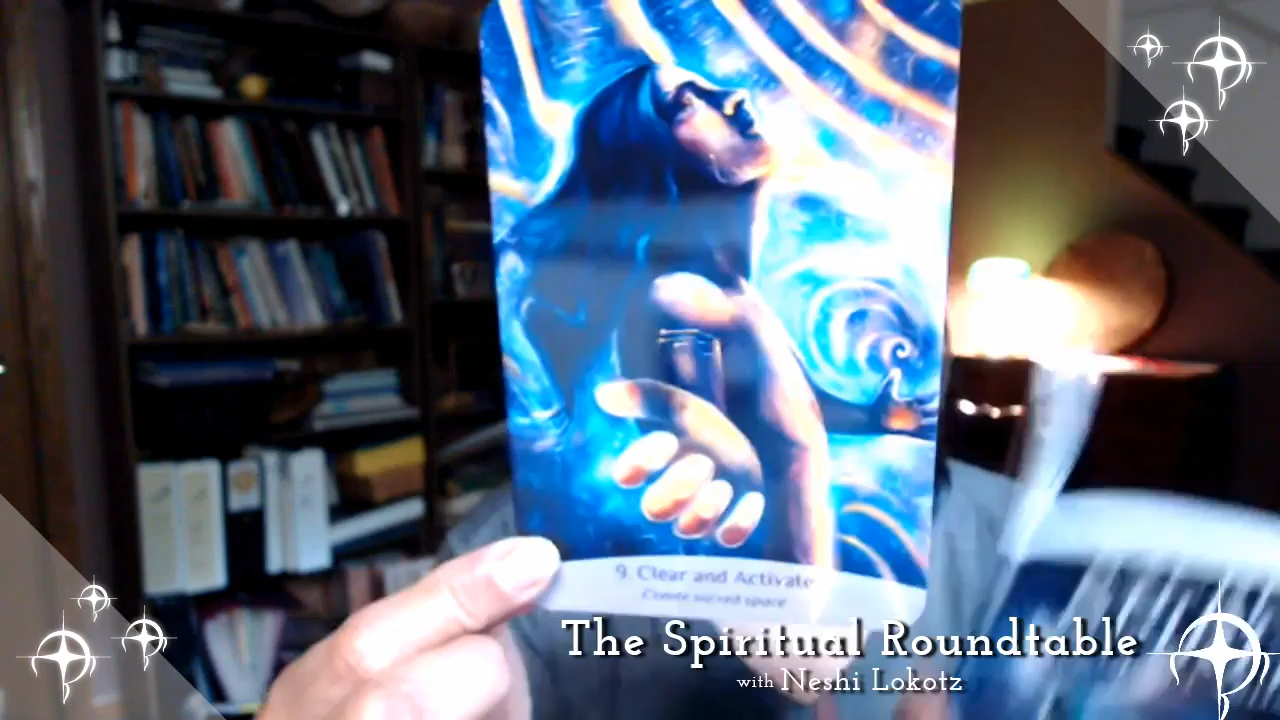 9. Clear and Activate
Create sacred space
The Spiritual Roundtable
with Neshi Lokotz